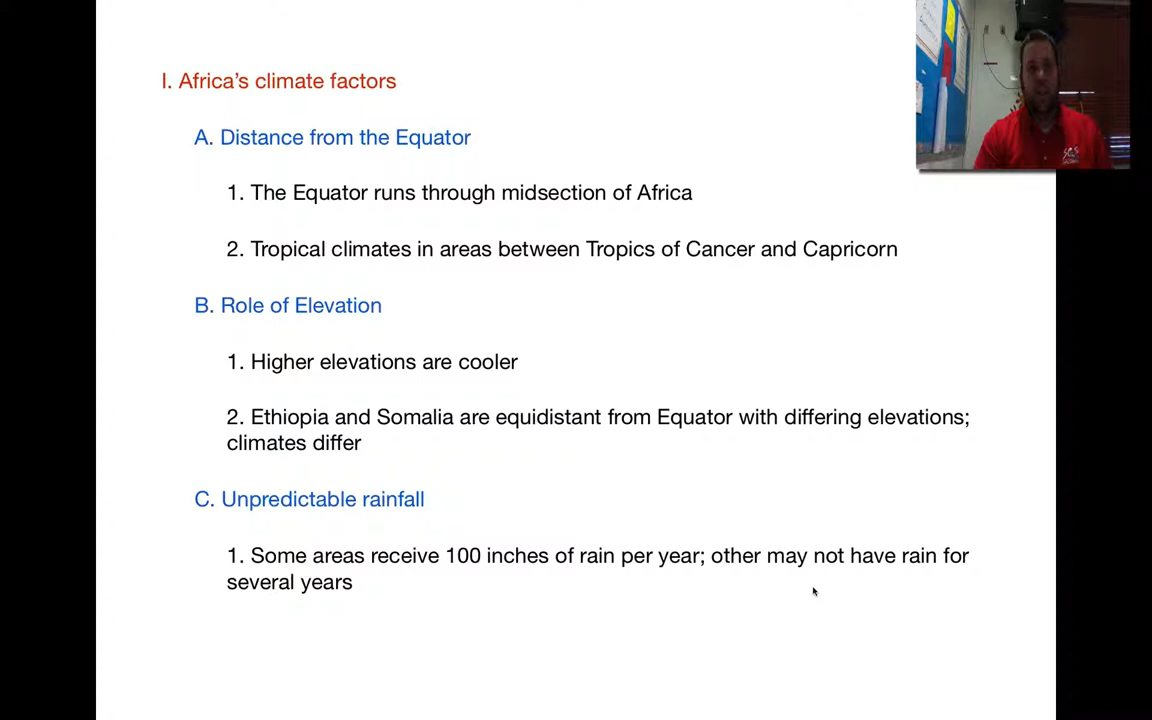 I. Africa's climate factors
A. Distance from the Equator
1. The Equator runs through midsection of Africa
2. Tropical climates in areas between Tropics of Cancer and Capricorn
B. Role of Elevation
1. Higher elevations are cooler
2. Ethiopia and Somalia are equidistant from Equator with differing elevations;
climates differ
C. Unpredictable rainfall
1. Some areas receive 100 inches of rain per year; other may not have rain for
several years